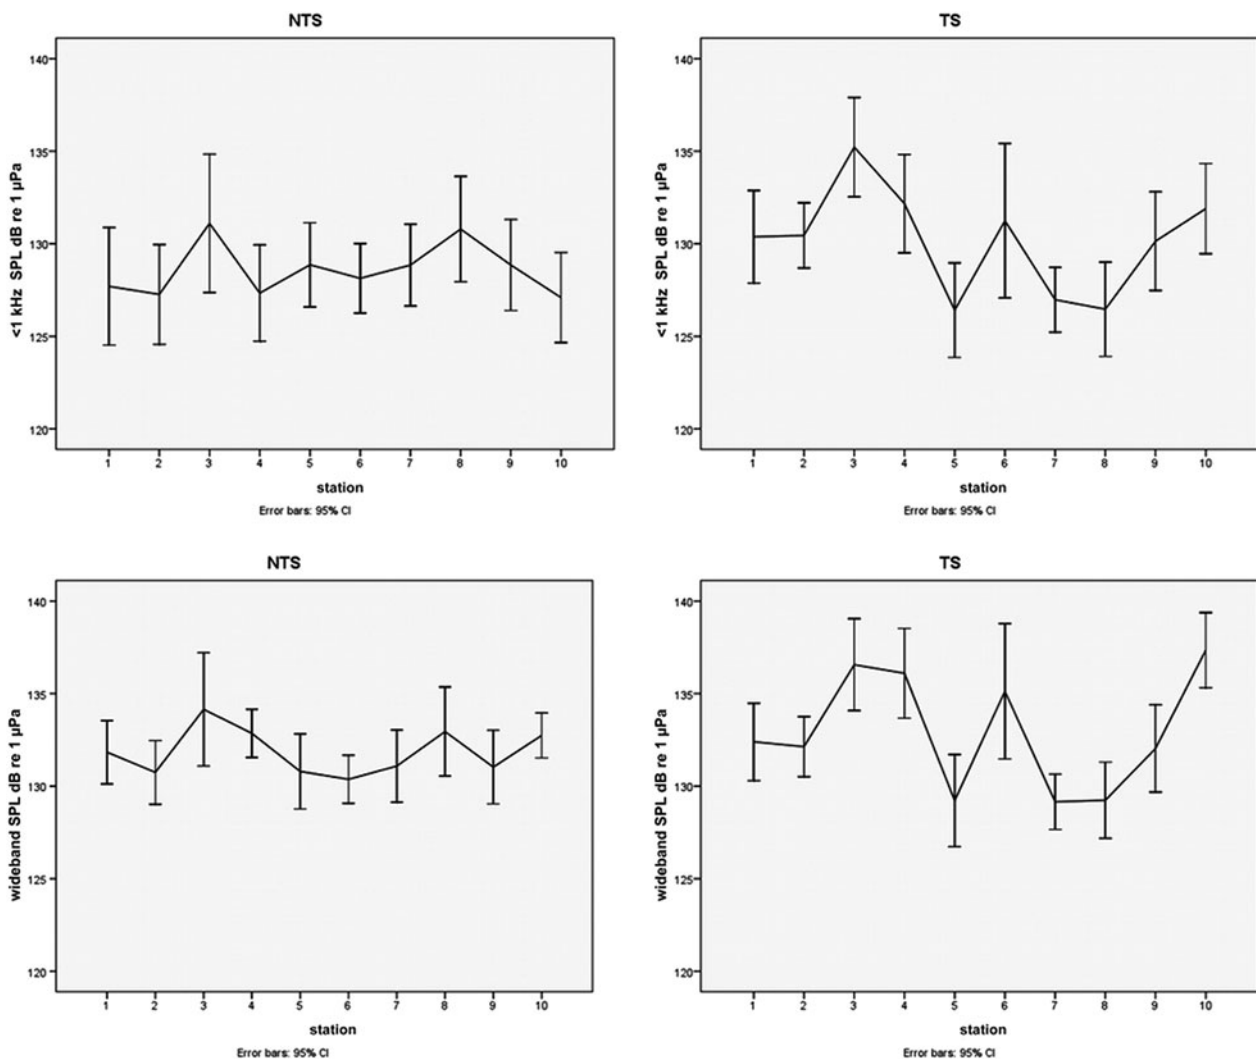 NTS
<1 kHz SPL dB re 1 µPa
140
135
130
125
120
1 2 3 4 5 6 7 8 9 10
station
Error bars: 95% CI
TS
<1 kHz SPL dB re 1 µPa
140
135
130
125
120
1 2 3 4 5 6 7 8 9 10
station
Error bars: 95% CI
NTS
wideband SPL dB re 1 µPa
140
135
130
125
120
1 2 3 4 5 6 7 8 9 10
station
Error bars: 95% CI
TS
wideband SPL dB re 1 µPa
140
135
130
125
120
1 2 3 4 5 6 7 8 9 10
station
Error bars: 95% CI